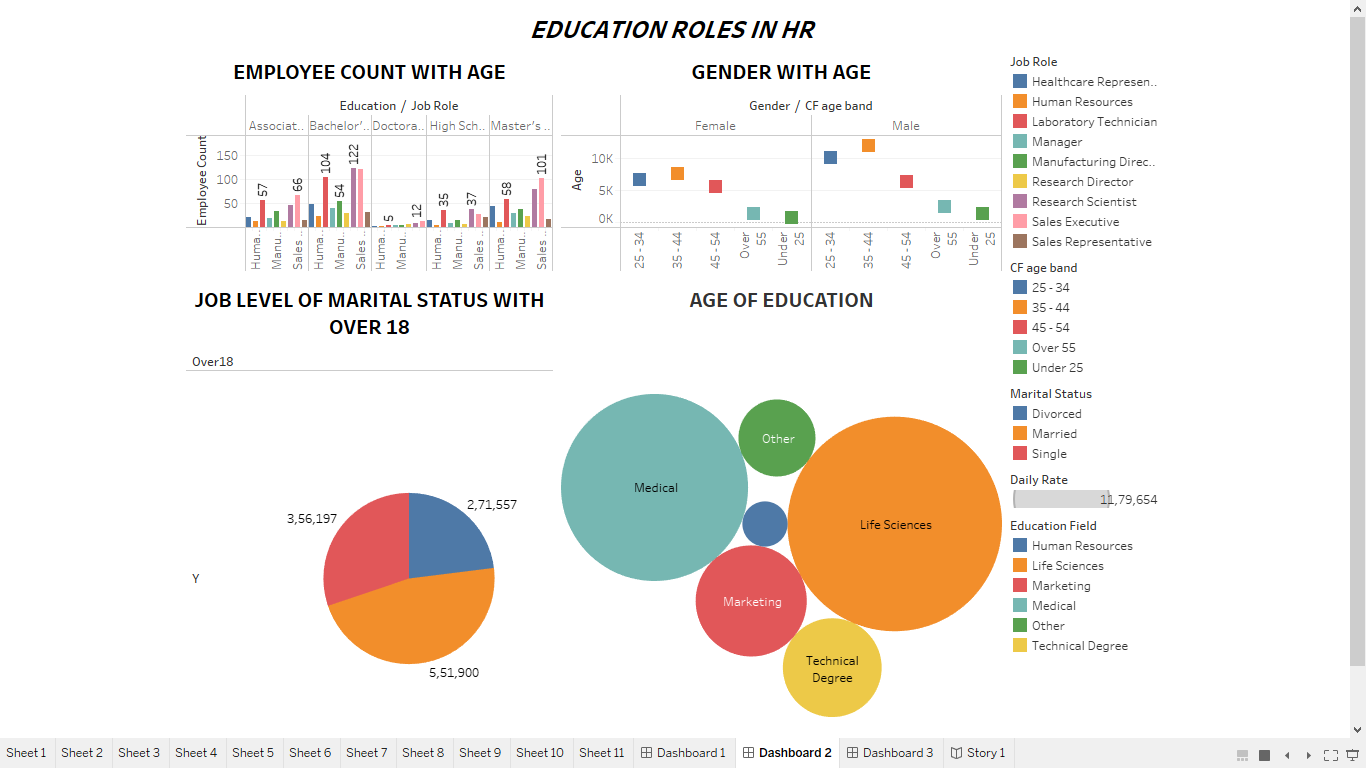 EDUCATION ROLES IN HR
EMPLOYEE COUNT WITH AGE
Education / Job Role
Associat.. Bachelor'.. Doctora.. High Sch.. Master's ..
Employee Count
150
100
50
57 66 104 54 122 5 12 35 37 58 101
Huma.. Manu.. Sales .. Huma.. Manu.. Sales .. Huma.. Manu.. Huma.. Manu.. Sales .. Huma.. Manu.. Sales ..
GENDER WITH AGE
Gender / CF age band
Female Male
Age
10K
5K
0K
25 - 34 35 - 44 45 - 54 Over 55 Under 25 25 - 34 35 - 44 45 - 54 Over 55 Under 25
JOB LEVEL OF MARITAL STATUS WITH
OVER 18
Over18
Y
2,71,557
3,56,197
5,51,900
AGE OF EDUCATION
Medical
Other
Life Sciences
Marketing
Technical
Degree
Job Role
Healthcare Represen..
Human Resources
Laboratory Technician
Manager
Manufacturing Direc..
Research Director
Research Scientist
Sales Executive
Sales Representative
CF age band
25 - 34
35 - 44
45 - 54
Over 55
Under 25
Marital Status
Divorced
Married
Single
Daily Rate
11,79,654
Education Field
Human Resources
Life Sciences
Marketing
Medical
Other
Technical Degree
Sheet 1 Sheet 2 Sheet 3 Sheet 4 Sheet 5 Sheet 6 Sheet 7 Sheet 8 Sheet 9 Sheet 10 Sheet 11 Dashboard 1 Dashboard 2 Dashboard 3 Story 1